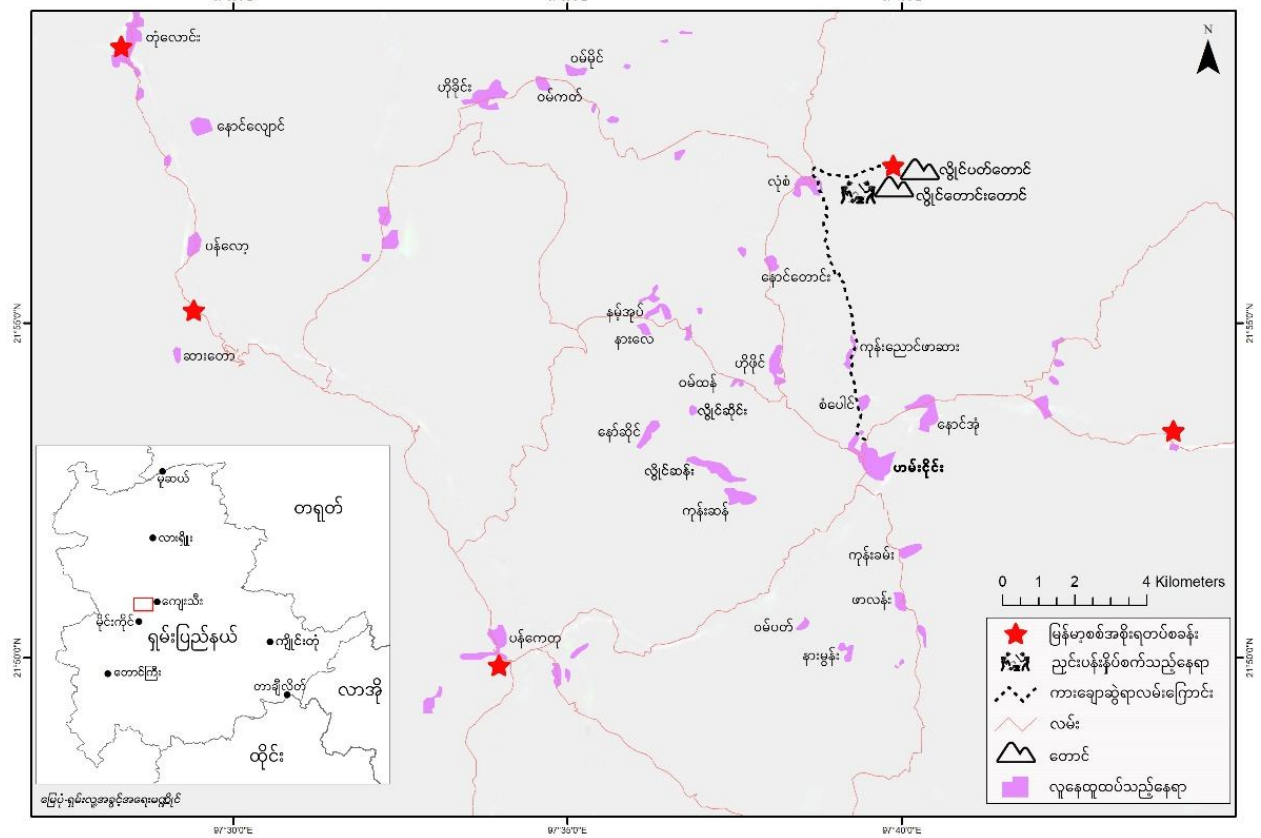 တုံလောင်း
ဝမ်မိုင်
ဟိုခိုင်း
ဝမ်ကတ်
နောင်လျောင်
N
လွိုင်ပတ်တောင်
လုံစံ
လွိုင်တောင်းတောင်
ပန်လော့
နောင်တောင်း
နမ့်အုပ်
21°55'0"N
21°55'0"N
နားလေ
ဆားတော
ဟိုဖိုင်
ကုန်းညောင်ဖာဆား
ဝမ်ထန်
လွိုင်ဆိုင်း
စံပေါင်
နောင်အုံ
နော်ဆိုင်
ဟမ်းငိုင်း
လွိုင်ဆန်း
ကုန်းဆန်
မူဆယ်
တရုတ်
လားရှိုး
ကုန်းခမ်း
ဖာလန်း
ကျေးသီး
မိုင်းကိုင်
ရှမ်းပြည်နယ်
ကျိုင်းတုံ
တောင်ကြီး
တာချီလိတ်
လာအို
ထိုင်း
ဝမ်ပတ်
ပန်ကေတု
နားမွန်း
21°50'0"N
21°50'0"N
0 1 2 4 Kilometers
မြန်မာ့စစ်အစိုးရတပ်စခန်း
ညှင်းပန်းနှိပ်စက်သည့်နေရာ
ကားချောဆွဲရာလမ်းကြောင်း
လမ်း
တောင်
လူနေထူထပ်သည့်နေရာ
မြေပုံ-ရှမ်းလူ့အခွင့်အရေးမဏ္ဍိုင်
97°30'0"E
97°35'0"E
97°40'0"E